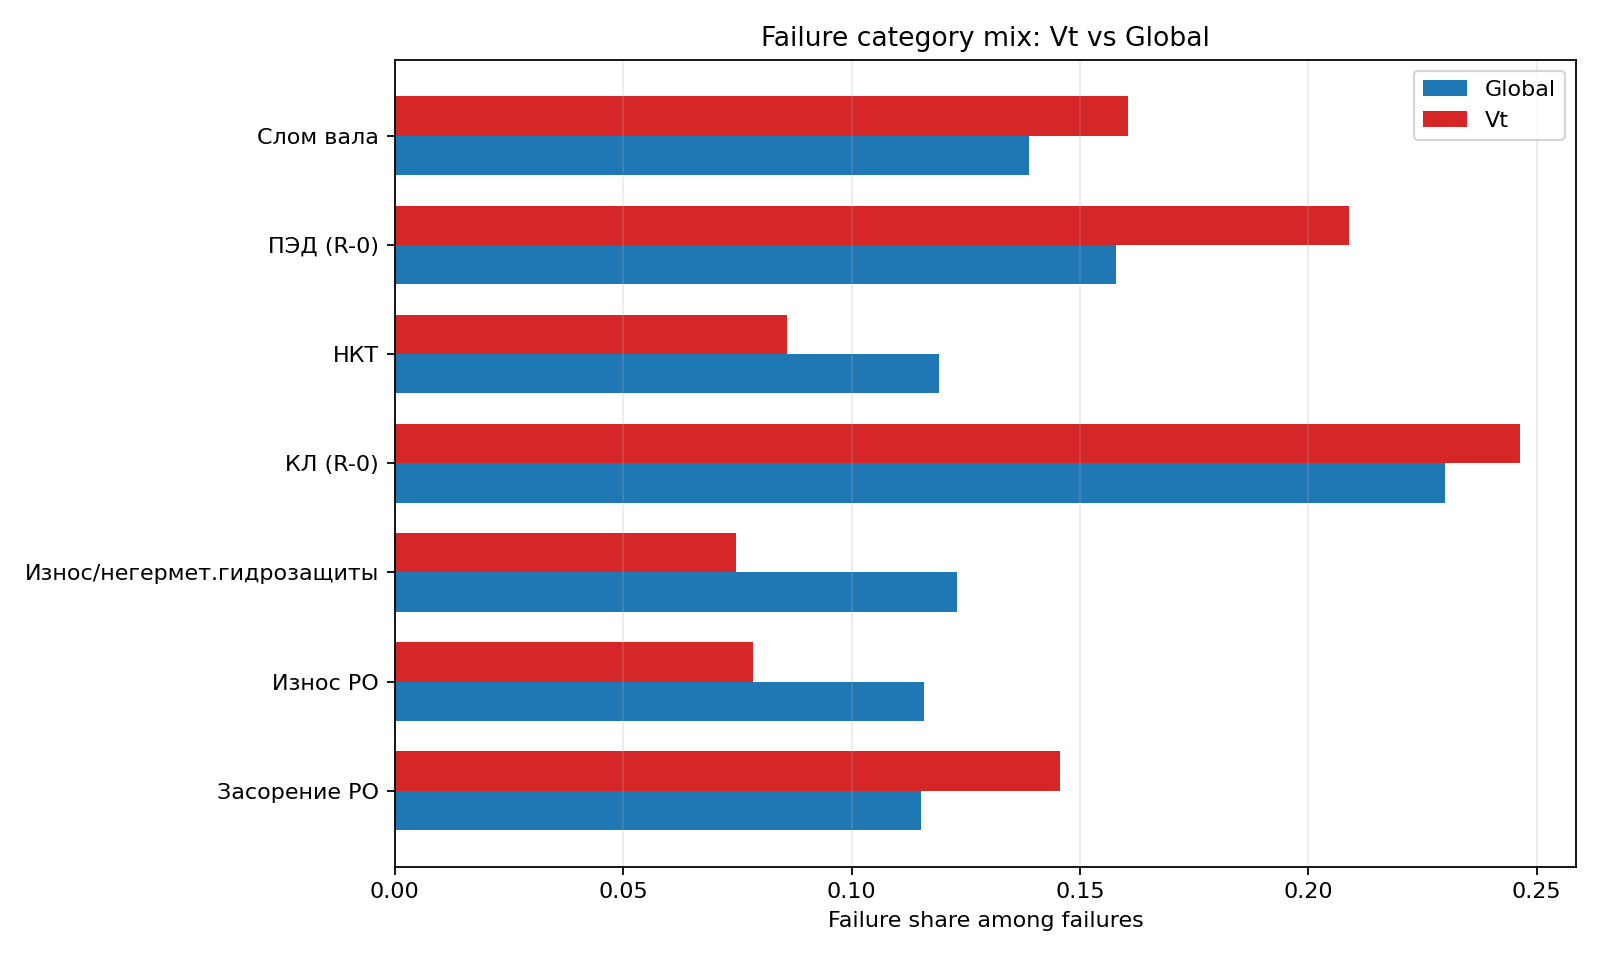 Failure category mix: Vt vs Global
Global
Vt
Слом вала
ПЭД (R-0)
НКТ
КЛ (R-0)
Износ/негермет.гидрозащиты
Износ РО
Засорение РО
0.00 0.05 0.10 0.15 0.20 0.25
Failure share among failures